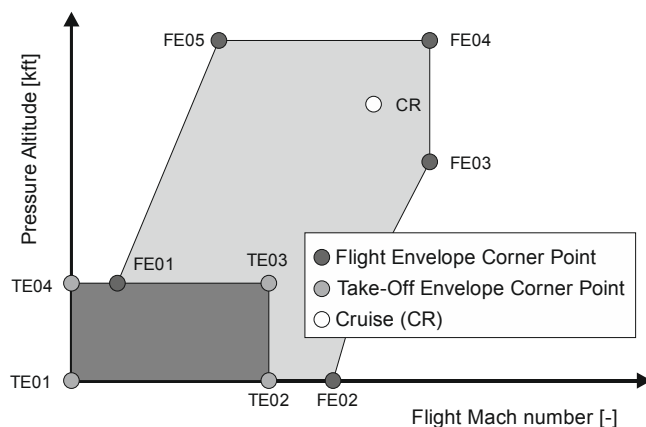 Pressure Altitude [kft]
FE05
FE04
CR
FE03
FE01
TE03
TE04
Flight Envelope Corner Point
Take-Off Envelope Corner Point
Cruise (CR)
TE01
TE02
FE02
Flight Mach number [-]